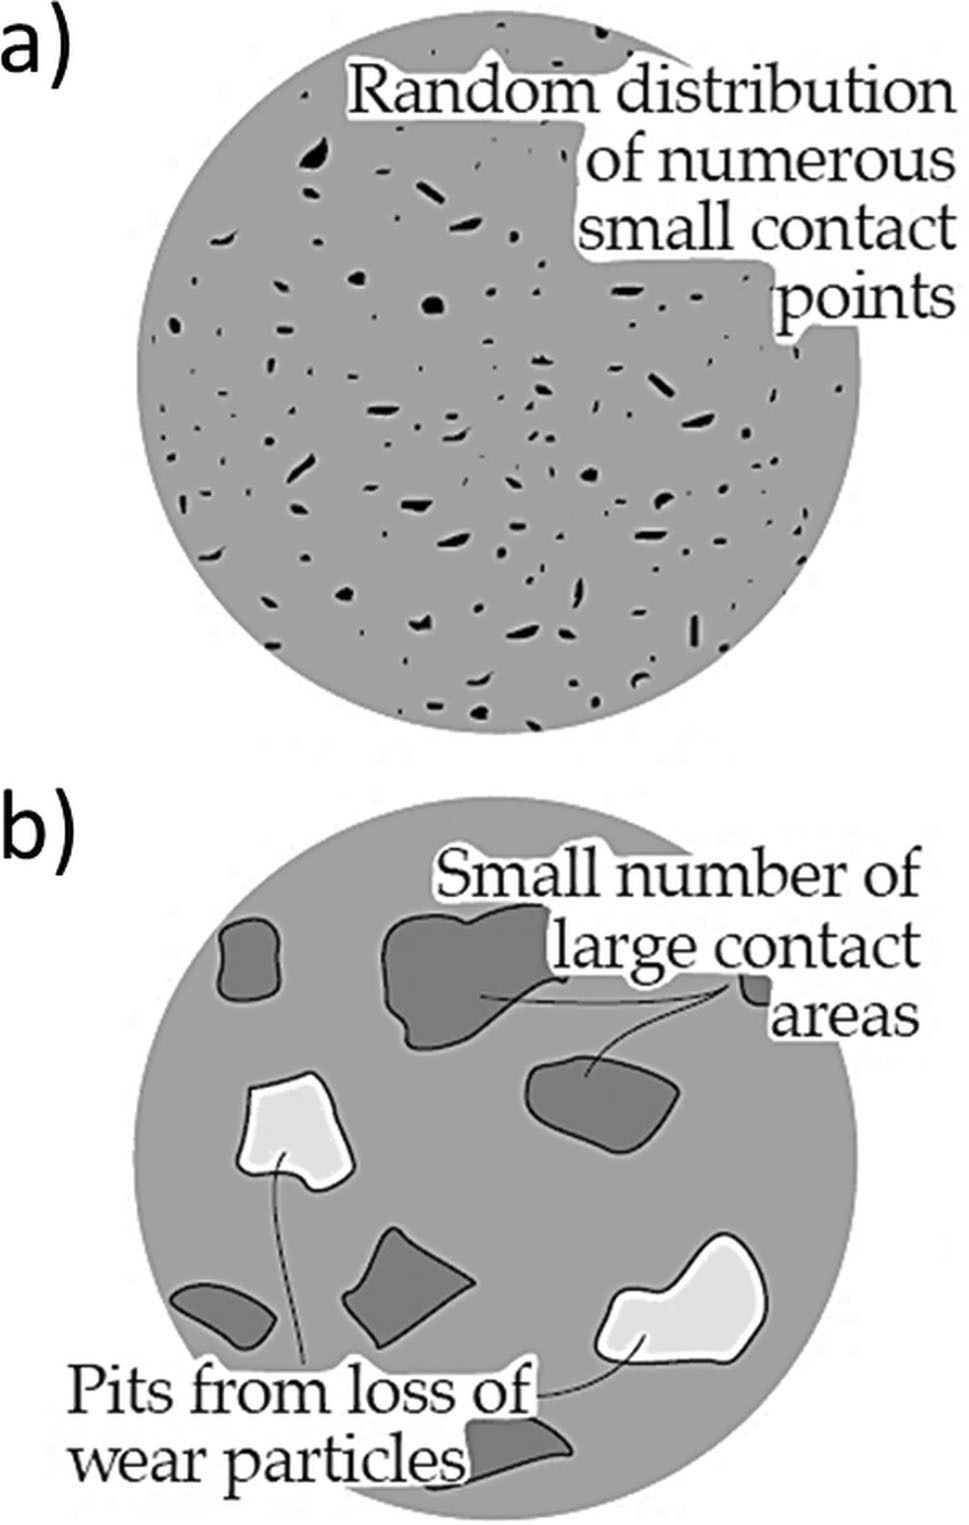 a)
Random distribution
of numerous
small contact
points
b)
Small number of
large contact
areas
Pits from loss of
wear particles